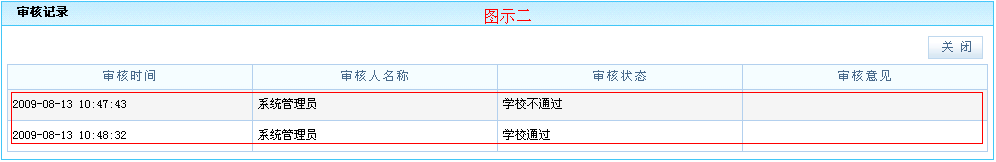 审核记录
图示二
关 闭
审核时间 审核人名称 审核状态 审核意见
2009-08-13 10:47:43 系统管理员 学校不通过
2009-08-13 10:48:32 系统管理员 学校通过